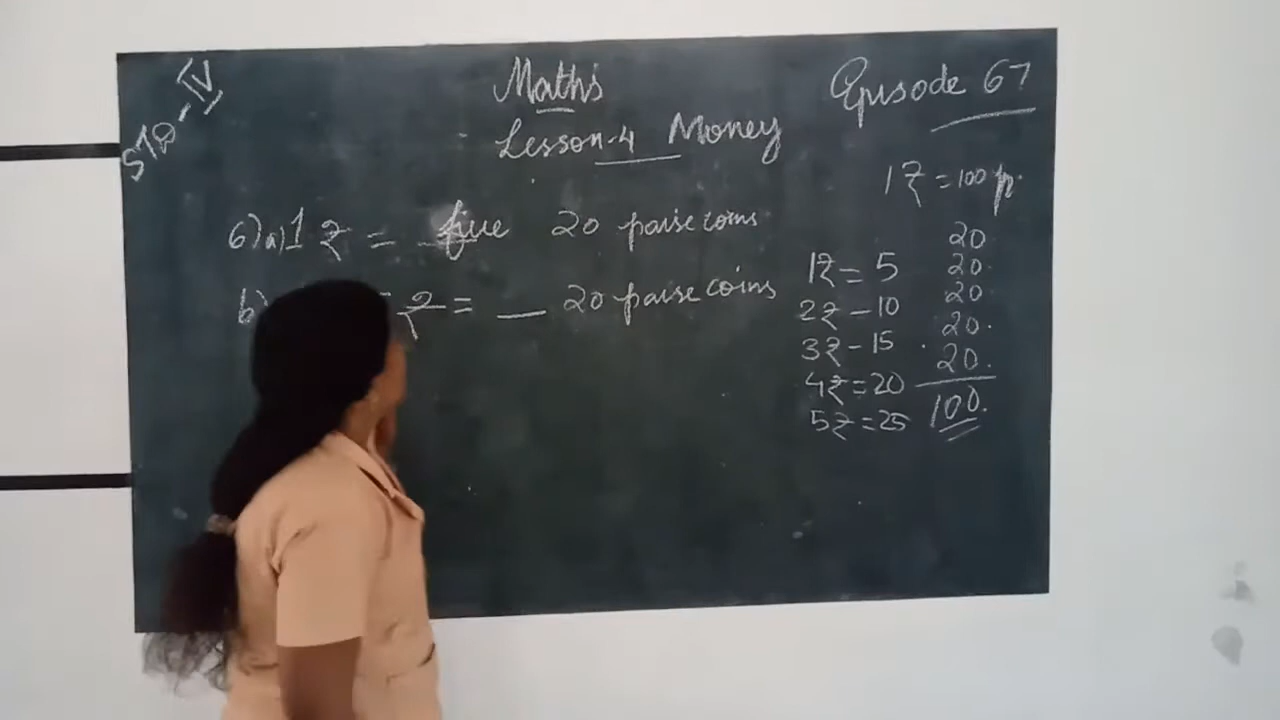 STD-IV
Maths
Episode 67
Lesson-4 Money
1₹ = 100 p.
6) a) 1 ₹ = five 20 paise coins
b) ₹ = __ 20 paise coins
1₹ = 5
2₹ - 10
3₹ - 15
4₹ = 20
5₹ = 25
20
20.
20
20.
20.
100.